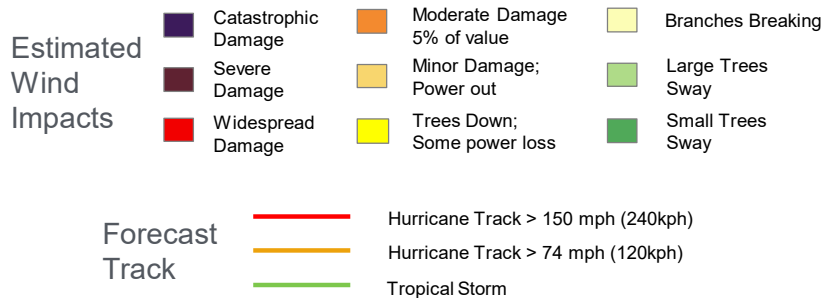 Estimated
Wind
Impacts
Catastrophic
Damage
Severe
Damage
Widespread
Damage
Moderate Damage
5% of value
Minor Damage;
Power out
Trees Down;
Some power loss
Branches Breaking
Large Trees
Sway
Small Trees
Sway
Forecast
Track
Hurricane Track > 150 mph (240kph)
Hurricane Track > 74 mph (120kph)
Tropical Storm